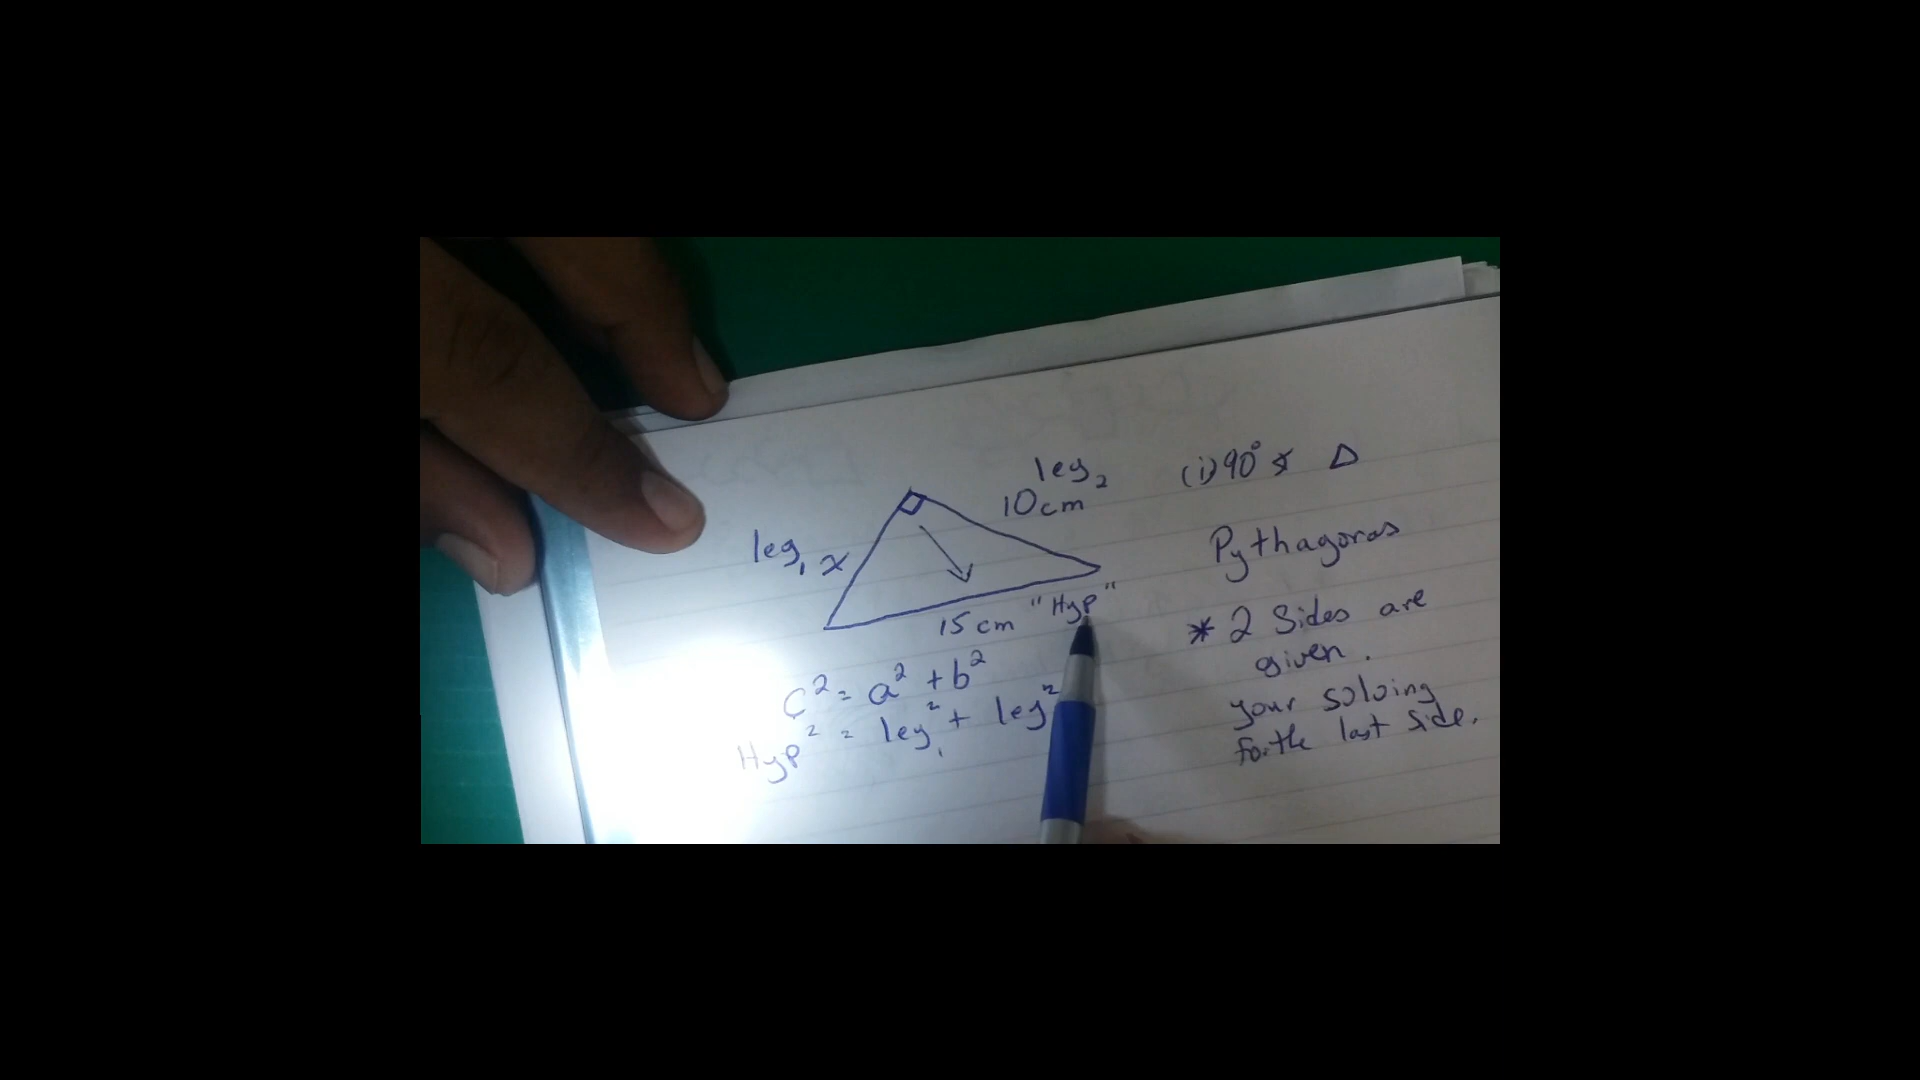 leg₂
10cm
leg₁ x
15 cm "Hyp"
C² = a² + b²
Hyp² = leg₁² + leg²
(i) 90° ∡ △
Pythagoras
* 2 Sides are
given.
your solving
for the last side.